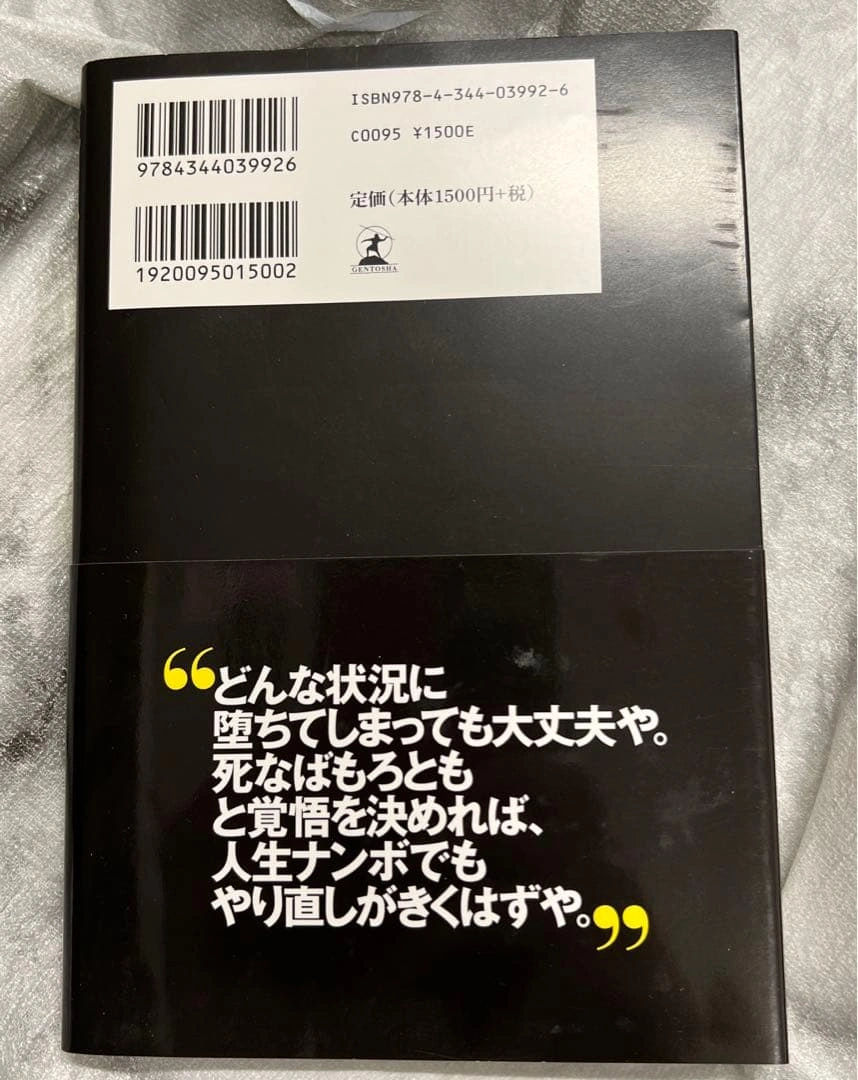 ISBN978-4-344-03992-6
C0095 ¥1500E
9784344039926
定価(本体1500円+税)
1920095015002
GENTOSHA
“どんな状況に
堕ちてしまっても大丈夫や。
死なばもろとも
と覚悟を決めれば、
人生ナンボでも
やり直しがきくはずや。”